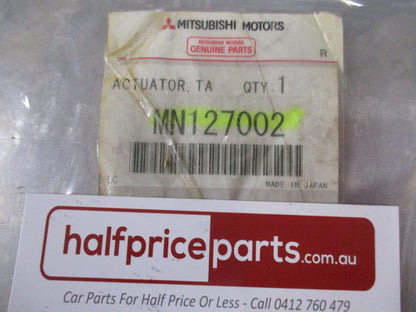 MITSUBISHI MOTORS
MITSUBISHI MOTORS
GENUINE PARTS
R
ACTUATOR, TA QTY: 1
MN127002
LC
MADE IN JAPAN
halfpriceparts.com.au
Car Parts For Half Price Or Less - Call 0412 760 479